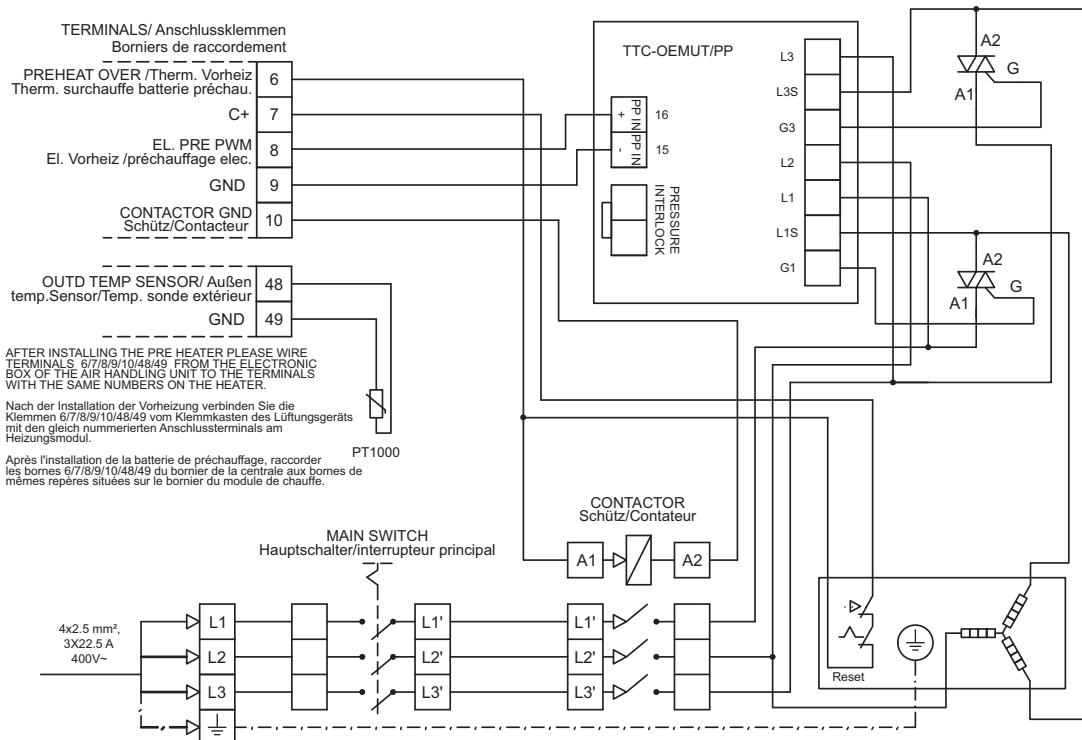 TERMINALS/ Anschlussklemmen
Borniers de raccordement
PREHEAT OVER /Therm. Vorheiz
Therm. surchauffe batterie préchau.
6
C+
7
EL. PRE PWM
El. Vorheiz /préchauffage elec.
8
GND
9
CONTACTOR GND
Schütz/Contacteur
10
OUTD TEMP SENSOR/ Außen
temp.Sensor/Temp. sonde extérieur
48
GND
49
AFTER INSTALLING THE PRE HEATER PLEASE WIRE
TERMINALS 6/7/8/9/10/48/49 FROM THE ELECTRONIC
BOX OF THE AIR HANDLING UNIT TO THE TERMINALS
WITH THE SAME NUMBERS ON THE HEATER.
Nach der Installation der Vorheizung verbinden Sie die
Klemmen 6/7/8/9/10/48/49 vom Klemmkasten des Lüftungsgeräts
mit den gleich nummerierten Anschlussterminals am
Heizungsmodul.
Après l'installation de la batterie de préchauffage, raccorder
les bornes 6/7/8/9/10/48/49 du bornier de la centrale aux bornes de
mêmes repères situées sur le bornier du module de chauffe.
PT1000
TTC-OEMUT/PP
+
PP IN
16
-
PP IN
15
PRESSURE
INTERLOCK
L3
L3S
G3
L2
L1
L1S
G1
A2
G
A1
A2
G
A1
CONTACTOR
Schütz/Contateur
A1
A2
MAIN SWITCH
Hauptschalter/interrupteur principal
4x2.5 mm²,
3X22.5 A
400V~
L1
L1'
L1'
L2
L2'
L2'
L3
L3'
L3'
Reset